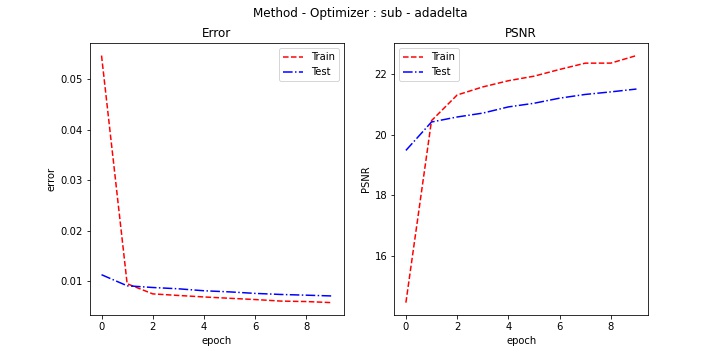 Method - Optimizer : sub - adadelta
Error
PSNR
Train
Test
Train
Test
error
0.05
0.04
0.03
0.02
0.01
0 2 4 6 8
epoch
PSNR
22
20
18
16
0 2 4 6 8
epoch